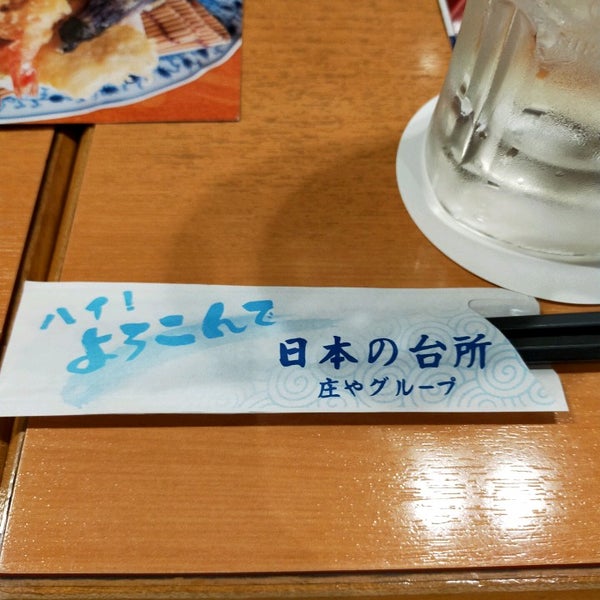 ハイ!
よろこんで
日本の台所
庄やグループ